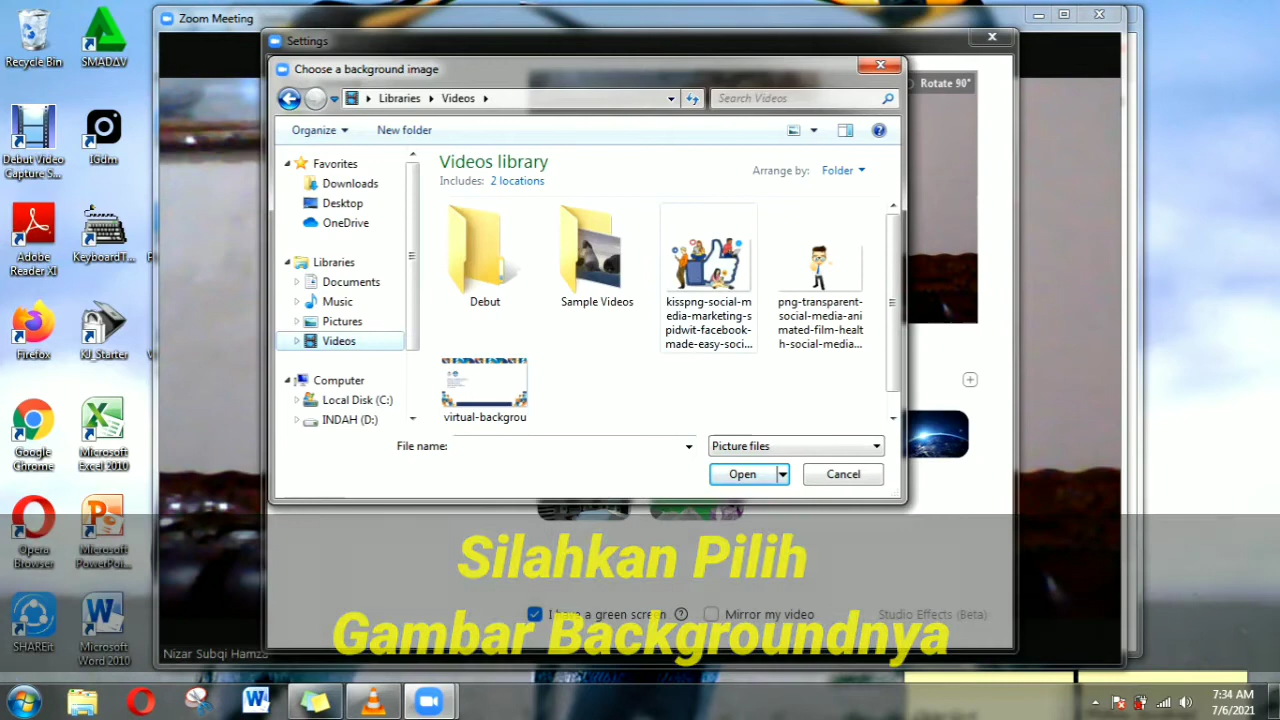 Zoom Meeting
Settings
Choose a background image
Rotate 90°
Libraries
Videos
Search Videos
Organize
New folder
Videos library
Includes: 2 locations
Arrange by: Folder
Favorites
Downloads
Desktop
OneDrive
Libraries
Documents
Music
Pictures
Videos
Computer
Local Disk (C:)
INDAH (D:)
Debut
Sample Videos
kisspng-social-m
edia-marketing-s
pidwit-facebook-
made-easy-soci...
png-transparent-
social-media-ani
mated-film-healt
h-social-media...
virtual-backgrou
File name:
Picture files
Open
Cancel
Silahkan Pilih
Gambar Backgroundnya
I have a green screen
Mirror my video
Studio Effects (Beta)
Nizar Subqi Hamza
Recycle Bin
SMADAV
Debut Video
Capture S...
IGdm
Adobe
Reader XI
KeyboardT...
Firefox
KJ_Starter
Google
Chrome
Microsoft
Excel 2010
Opera
Browser
Microsoft
PowerPoi...
SHAREit
Microsoft
Word 2010
7:34 AM
7/6/2021